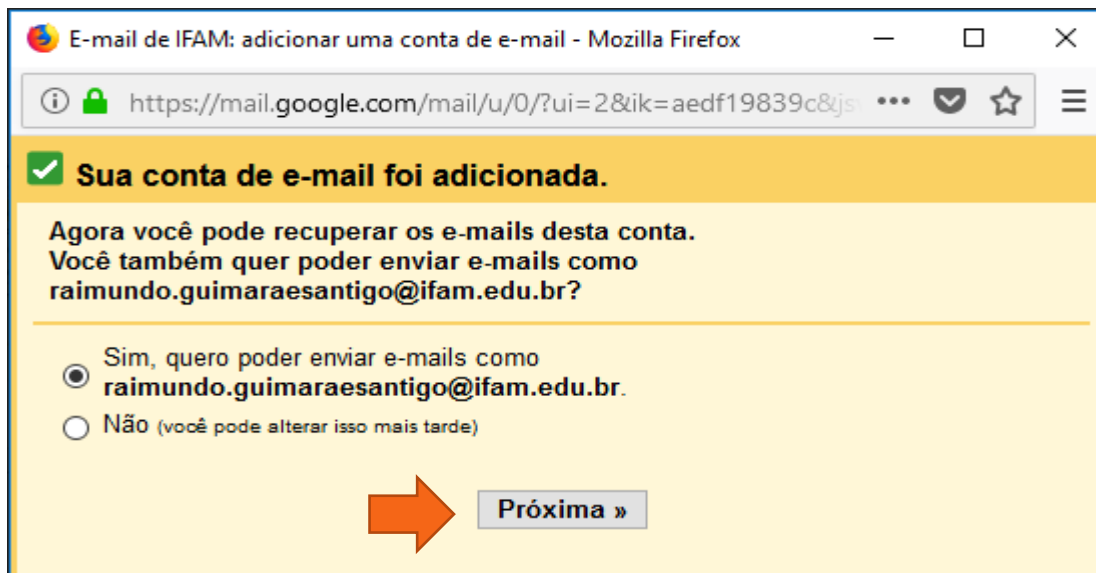 E-mail de IFAM: adicionar uma conta de e-mail - Mozilla Firefox
https://mail.google.com/mail/u/0/?ui=2&ik=aedf19839c&js
Sua conta de e-mail foi adicionada.
Agora você pode recuperar os e-mails desta conta.
Você também quer poder enviar e-mails como
raimundo.guimaraesantigo@ifam.edu.br?
Sim, quero poder enviar e-mails como
raimundo.guimaraesantigo@ifam.edu.br.
Não (você pode alterar isso mais tarde)
Próxima »